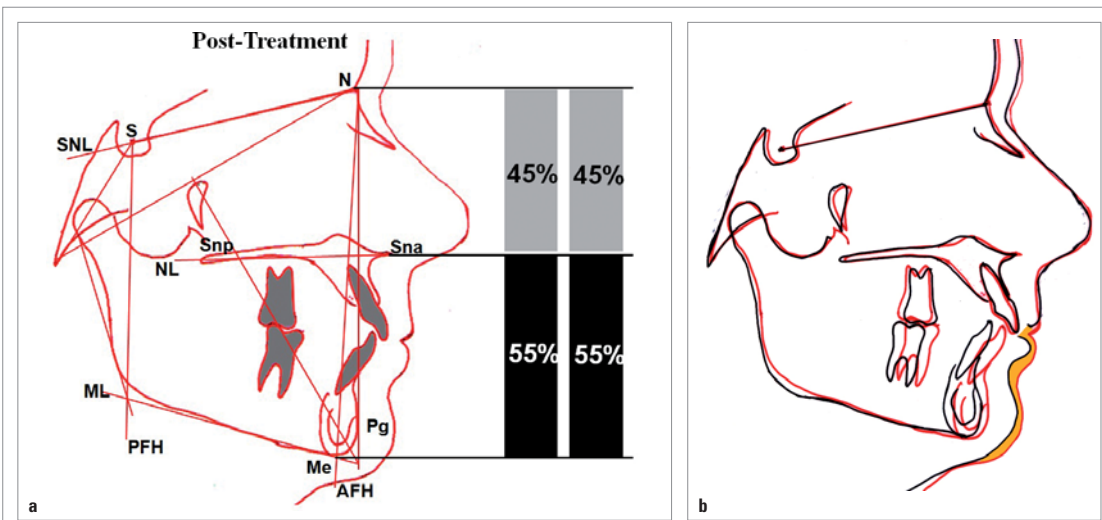 Post-Treatment
N
S
SNL
45% 45%
Snp
Sna
NL
55% 55%
ML
Pg
PFH
Me
AFH
a
b